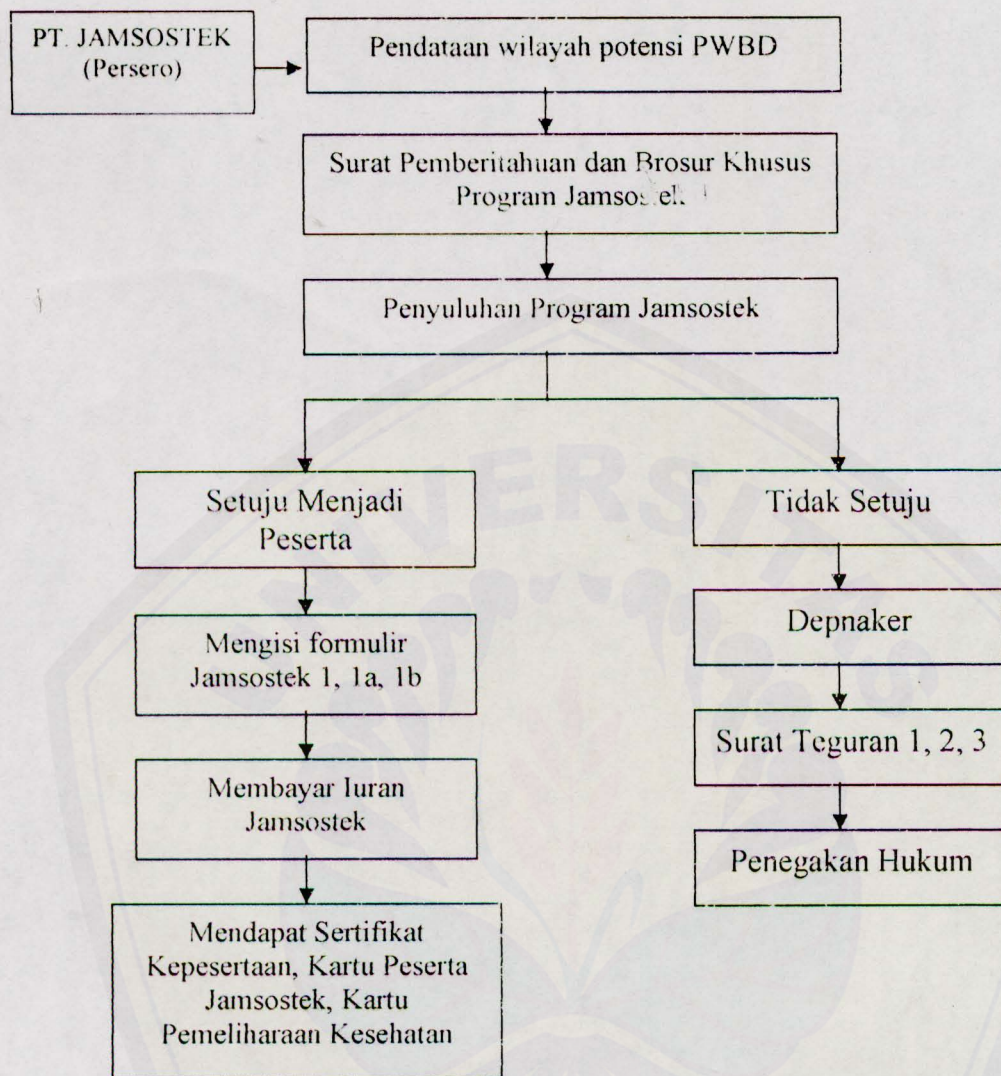 PT. JAMSOSTEK
(Persero)
Pendataan wilayah potensi PWBD
Surat Pemberitahuan dan Brosur Khusus
Program Jamsostek
Penyuluhan Program Jamsostek
Setuju Menjadi
Peserta
Tidak Setuju
Mengisi formulir
Jamsostek 1, 1a, 1b
Depnaker
Membayar Iuran
Jamsostek
Surat Teguran 1, 2, 3
Penegakan Hukum
Mendapat Sertifikat
Kepesertaan, Kartu Peserta
Jamsostek, Kartu
Pemeliharaan Kesehatan
UNIVERSITAS